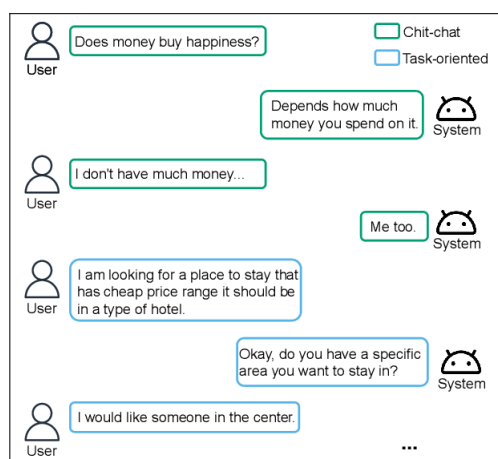 Does money buy happiness?
Chit-chat
Task-oriented
User
Depends how much
money you spend on it.
System
I don't have much money...
User
Me too.
System
I am looking for a place to stay that
has cheap price range it should be
in a type of hotel.
User
Okay, do you have a specific
area you want to stay in?
System
I would like someone in the center.
User
...